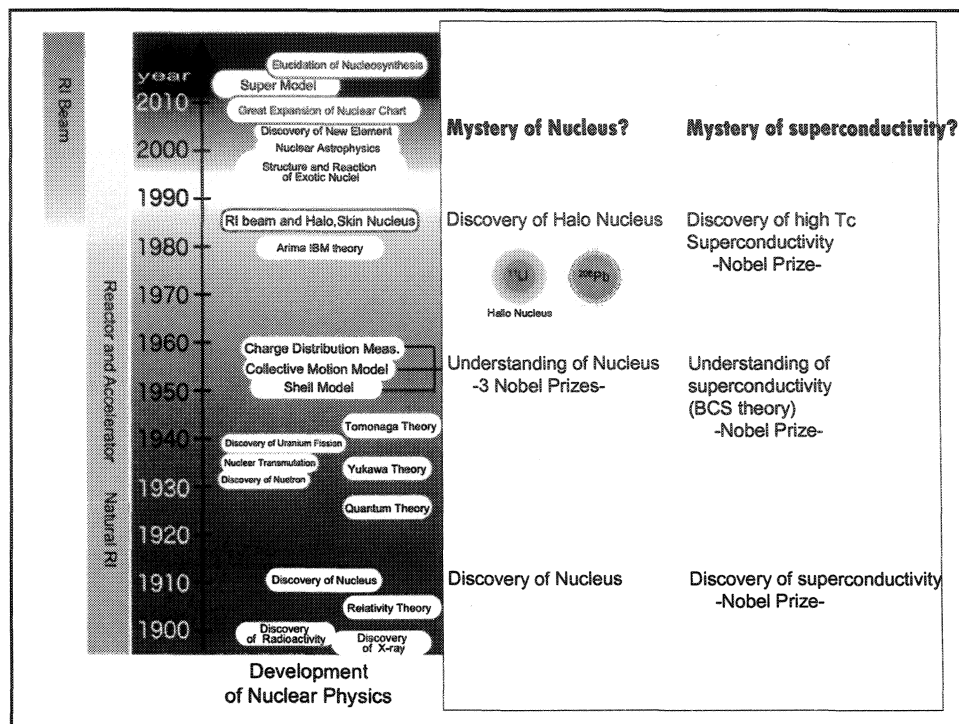 RI Beam
Reactor and Accelerator
Natural RI
year
2010
2000
1990
1980
1970
1960
1950
1940
1930
1920
1910
1900
Elucidation of Nucleosynthesis
Super Model
Great Expansion of Nuclear Chart
Discovery of New Element
Nuclear Astrophysics
Structure and Reaction
of Exotic Nuclei
RI beam and Halo,Skin Nucleus
Arima IBM theory
Charge Distribution Meas.
Collective Motion Model
Shell Model
Tomonaga Theory
Discovery of Uranium Fission
Nuclear Transmutation
Yukawa Theory
Discovery of Nuetron
Quantum Theory
Discovery of Nucleus
Relativity Theory
Discovery
of Radioactivity
Discovery
of X-ray
Development
of Nuclear Physics
Mystery of Nucleus?
Discovery of Halo Nucleus
11Li
208Pb
Hallo Nucleus
Understanding of Nucleus
-3 Nobel Prizes-
Discovery of Nucleus
Mystery of superconductivity?
Discovery of high Tc
Superconductivity
-Nobel Prize-
Understanding of
superconductivity
(BCS theory)
-Nobel Prize-
Discovery of superconductivity
-Nobel Prize-